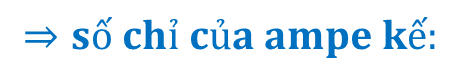 ⇒ số chỉ của ampe kế: